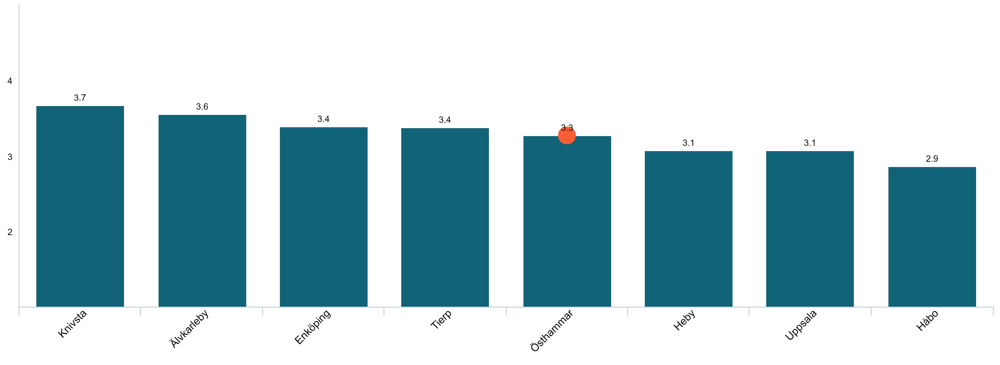 4
3
2
3.7
3.6
3.4
3.4
3.3
3.1
3.1
2.9
Knivsta
Älvkarleby
Enköping
Tierp
Östhammar
Heby
Uppsala
Håbo